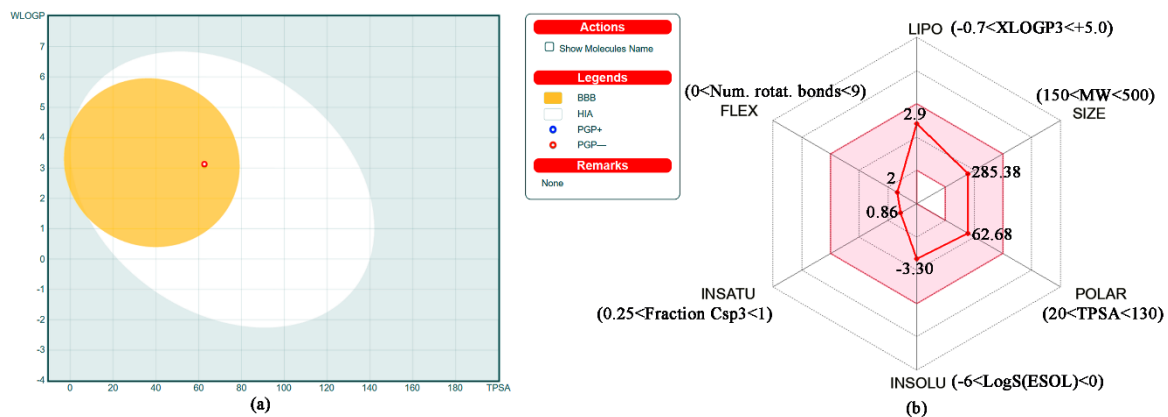 WLOGP
7
6
5
4
3
2
1
0
-1
-2
-3
-4
0 20 40 60 80 100 120 140 160 180 TPSA
(a)
Actions
Show Molecules Name
Legends
BBB
HIA
PGP+
PGP—
Remarks
None
LIPO (-0.7<XLOGP3<+5.0)
(0<Num. rotat. bonds<9)
FLEX
(150<MW<500)
SIZE
2.9
285.38
2
0.86
62.68
-3.30
INSATU
(0.25<Fraction Csp3<1)
POLAR
(20<TPSA<130)
INSOLU (-6<LogS(ESOL)<0)
(b)